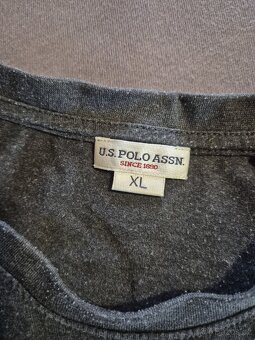 U.S. POLO ASSN.
SINCE 1890
XL